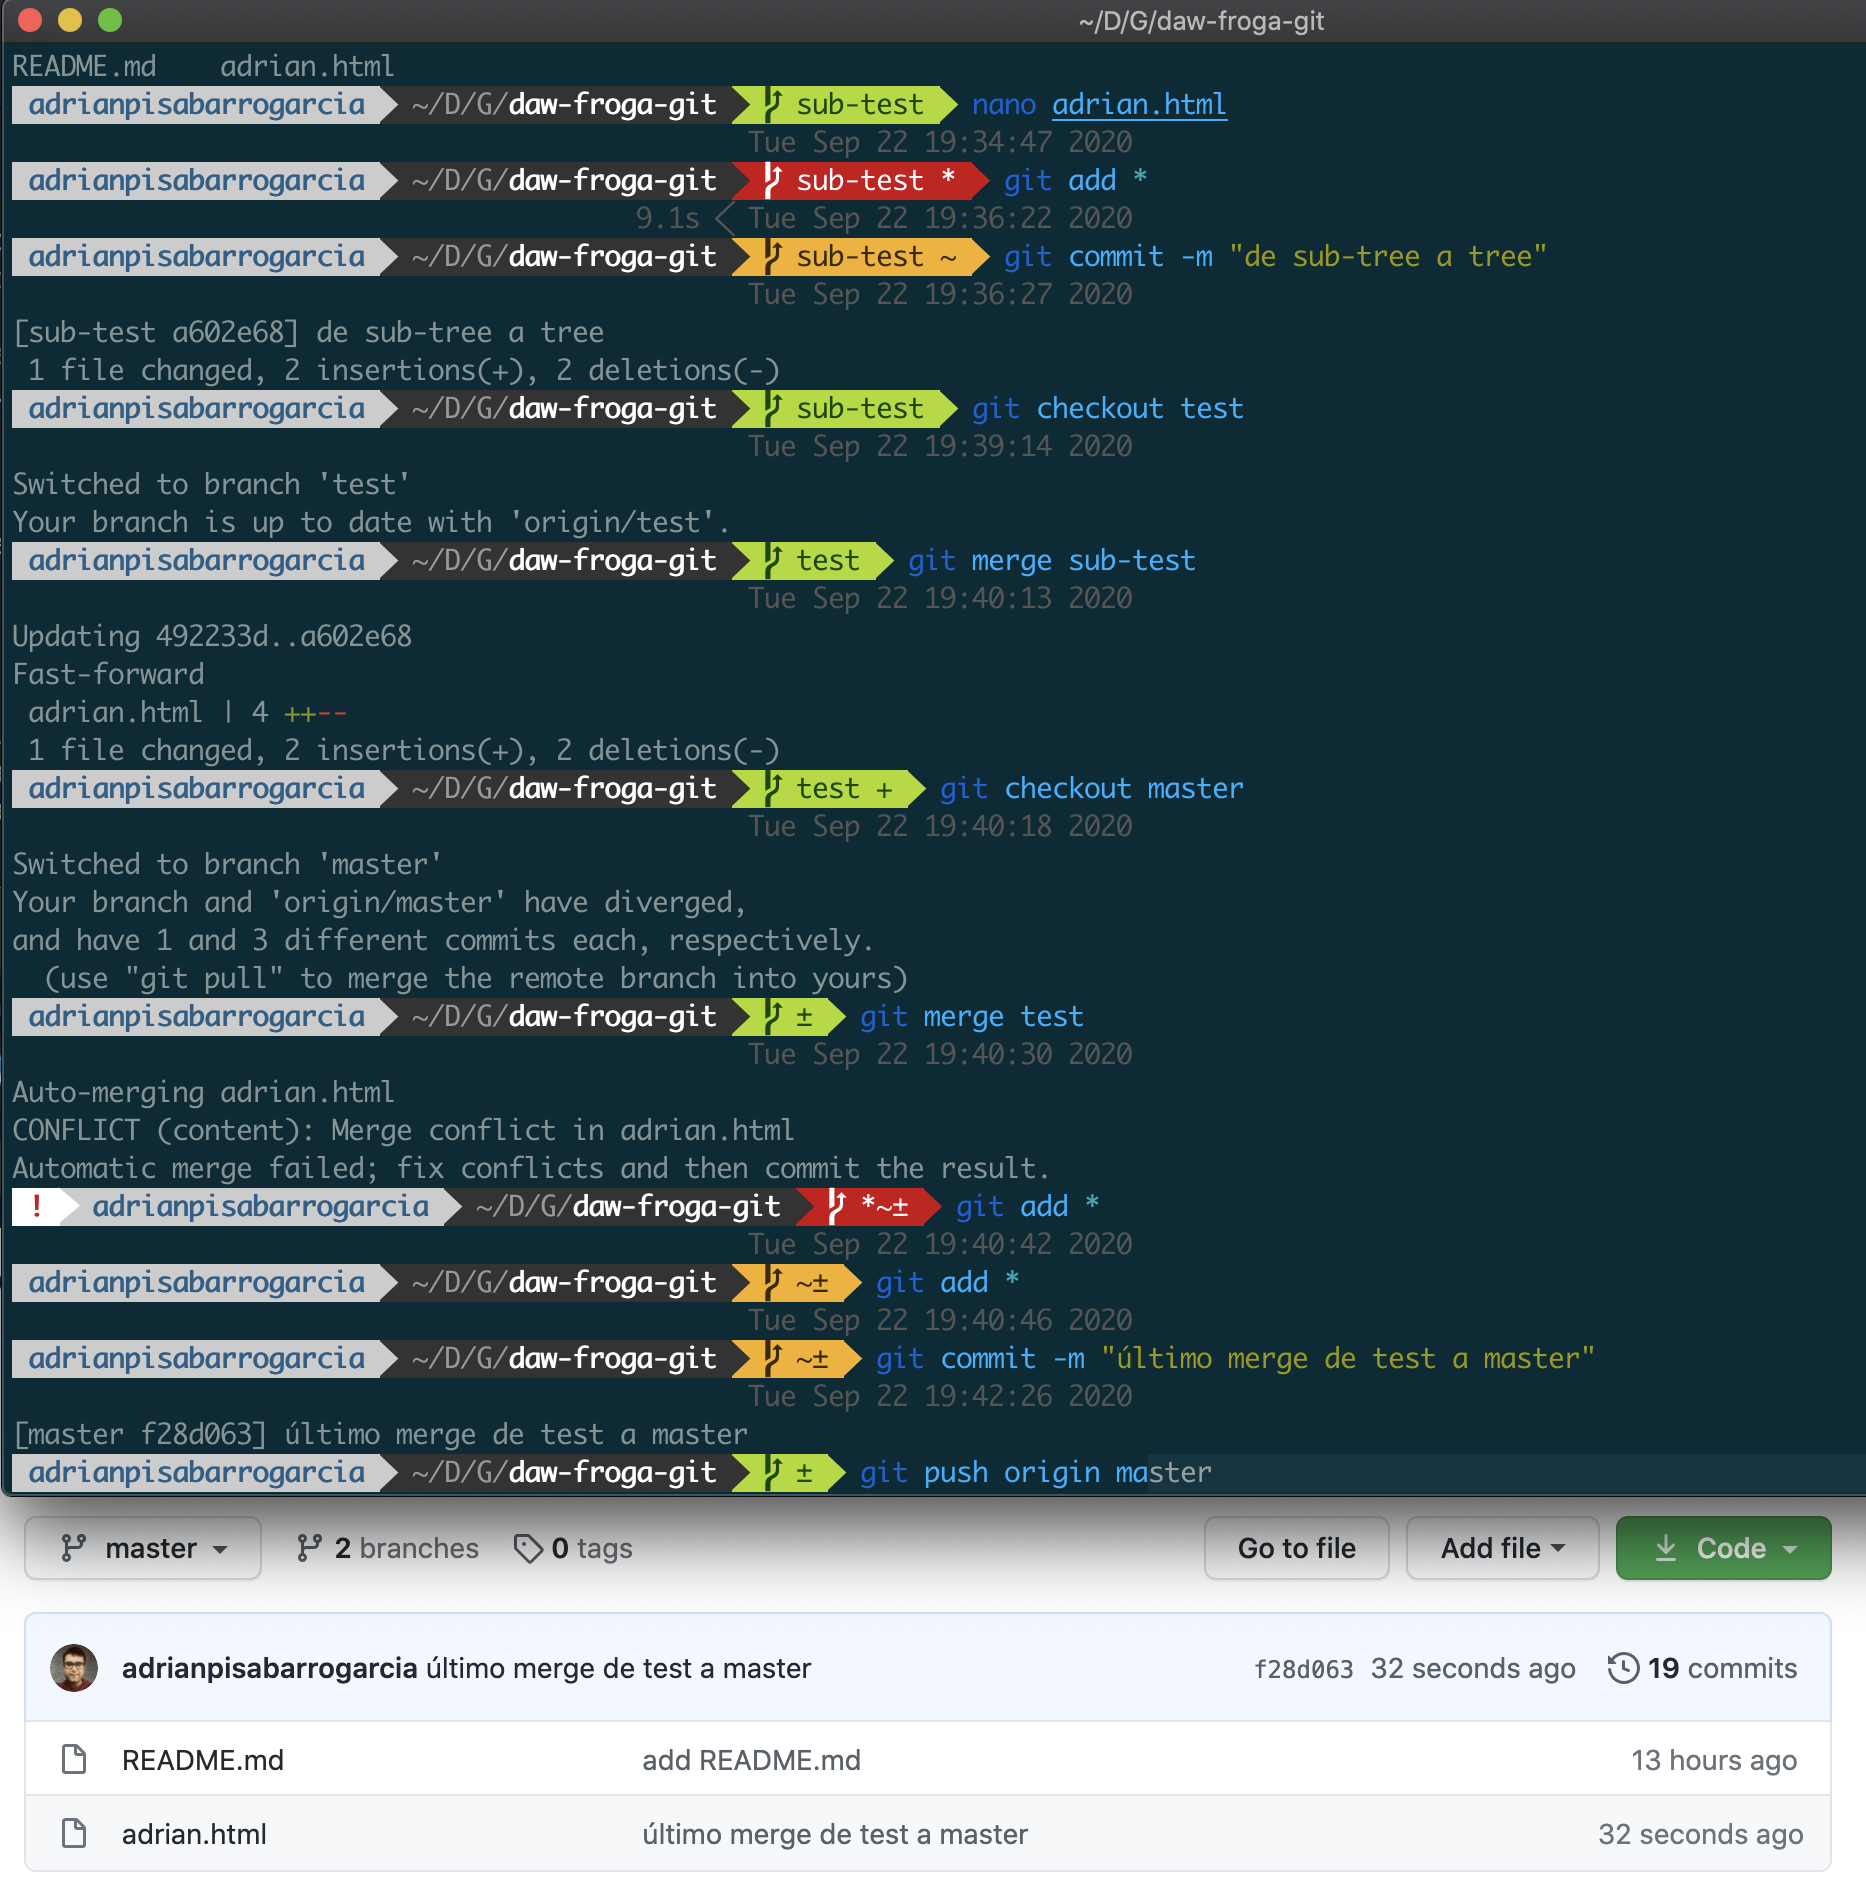 ~/D/G/daw-froga-git
README.md    adrian.html
adrianpisabarrogarcia ~/D/G/daw-froga-git sub-test nano adrian.html
Tue Sep 22 19:34:47 2020
adrianpisabarrogarcia ~/D/G/daw-froga-git sub-test * git add *
9.1s < Tue Sep 22 19:36:22 2020
adrianpisabarrogarcia ~/D/G/daw-froga-git sub-test ~ git commit -m "de sub-tree a tree"
Tue Sep 22 19:36:27 2020
[sub-test a602e68] de sub-tree a tree
1 file changed, 2 insertions(+), 2 deletions(-)
adrianpisabarrogarcia ~/D/G/daw-froga-git sub-test git checkout test
Tue Sep 22 19:39:14 2020
Switched to branch 'test'
Your branch is up to date with 'origin/test'.
adrianpisabarrogarcia ~/D/G/daw-froga-git test git merge sub-test
Tue Sep 22 19:40:13 2020
Updating 492233d..a602e68
Fast-forward
adrian.html | 4 ++--
1 file changed, 2 insertions(+), 2 deletions(-)
adrianpisabarrogarcia ~/D/G/daw-froga-git test + git checkout master
Tue Sep 22 19:40:18 2020
Switched to branch 'master'
Your branch and 'origin/master' have diverged,
and have 1 and 3 different commits each, respectively.
(use "git pull" to merge the remote branch into yours)
adrianpisabarrogarcia ~/D/G/daw-froga-git ± git merge test
Tue Sep 22 19:40:30 2020
Auto-merging adrian.html
CONFLICT (content): Merge conflict in adrian.html
Automatic merge failed; fix conflicts and then commit the result.
! adrianpisabarrogarcia ~/D/G/daw-froga-git *~± git add *
Tue Sep 22 19:40:42 2020
adrianpisabarrogarcia ~/D/G/daw-froga-git ~± git add *
Tue Sep 22 19:40:46 2020
adrianpisabarrogarcia ~/D/G/daw-froga-git ~± git commit -m "último merge de test a master"
Tue Sep 22 19:42:26 2020
[master f28d063] último merge de test a master
adrianpisabarrogarcia ~/D/G/daw-froga-git ± git push origin master
master 2 branches 0 tags Go to file Add file Code
adrianpisabarrogarcia último merge de test a master f28d063 32 seconds ago 19 commits
README.md add README.md 13 hours ago
adrian.html último merge de test a master 32 seconds ago